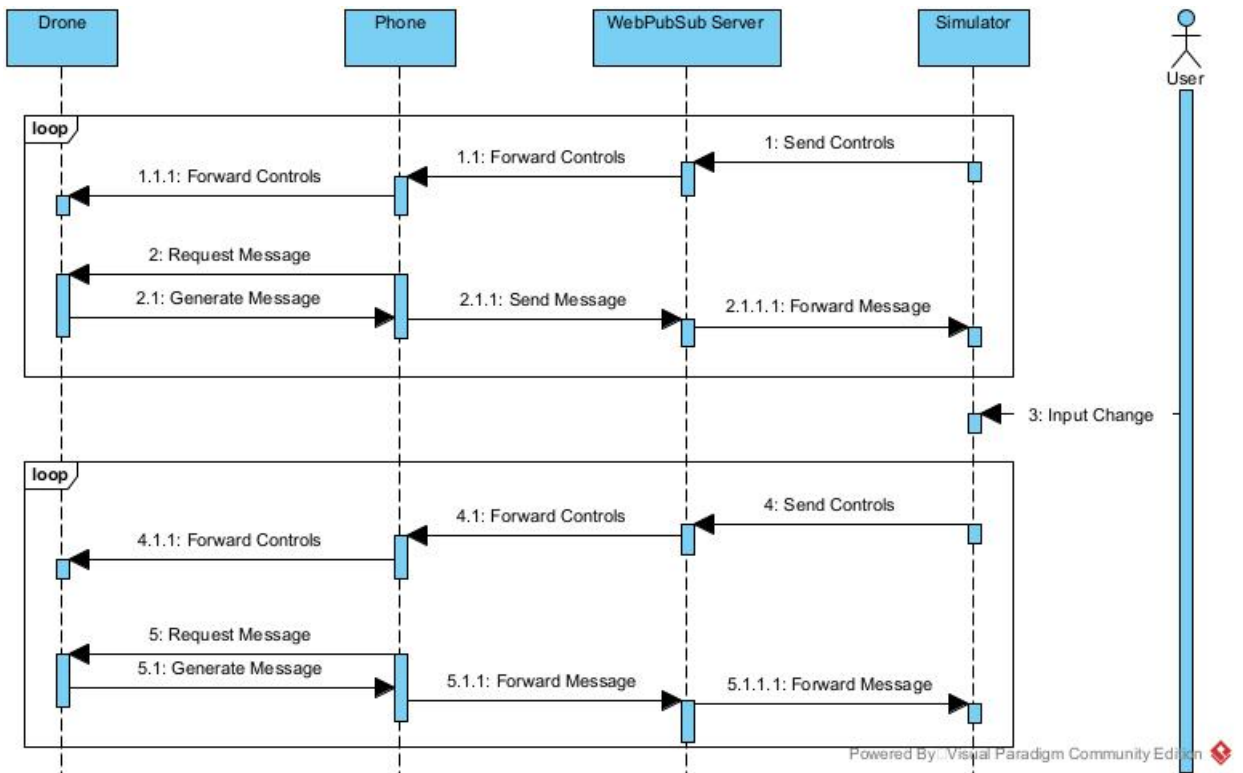 Drone
Phone
WebPubSub Server
Simulator
User
loop
1: Send Controls
1.1: Forward Controls
1.1.1: Forward Controls
2: Request Message
2.1: Generate Message
2.1.1: Send Message
2.1.1.1: Forward Message
3: Input Change
loop
4: Send Controls
4.1: Forward Controls
4.1.1: Forward Controls
5: Request Message
5.1: Generate Message
5.1.1: Forward Message
5.1.1.1: Forward Message
Powered By Visual Paradigm Community Edition